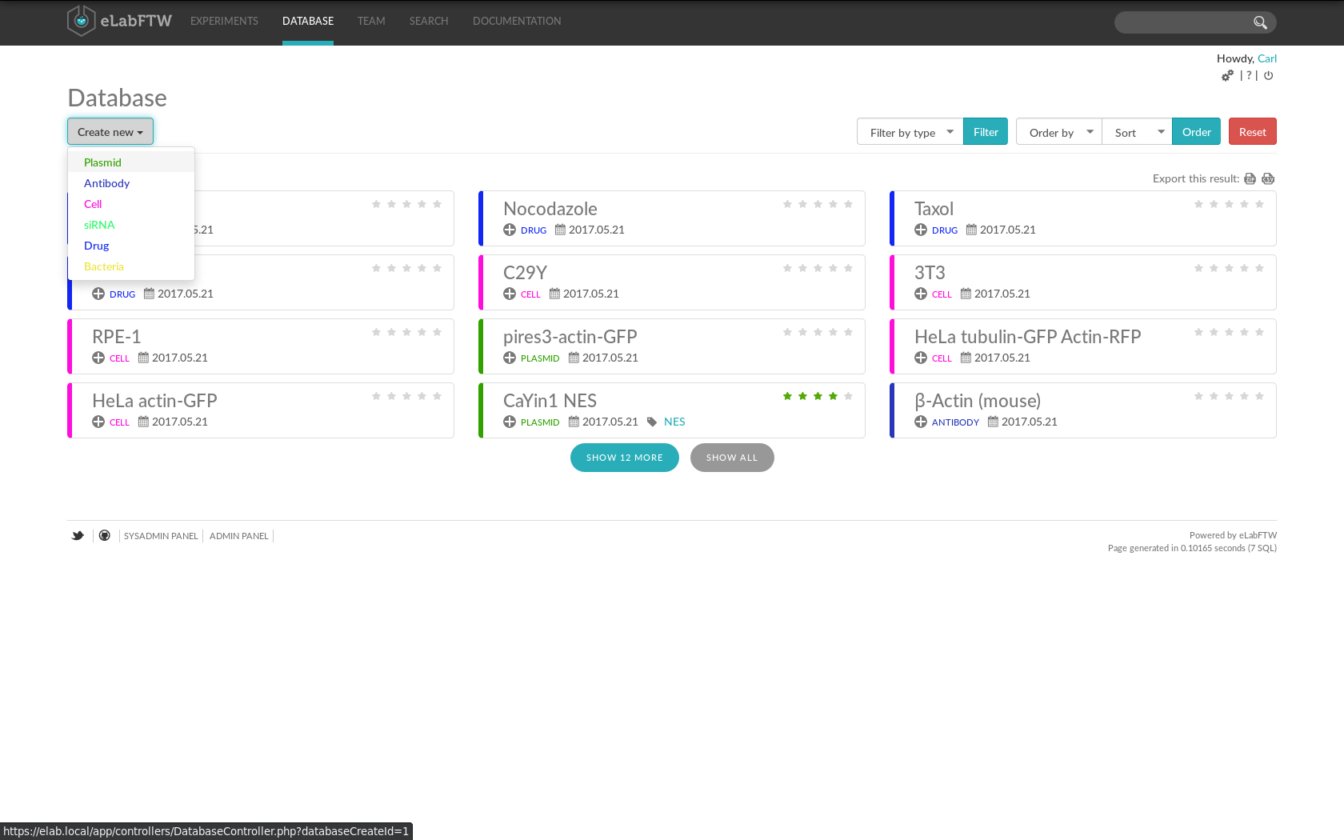 eLabFTW EXPERIMENTS DATABASE TEAM SEARCH DOCUMENTATION
Howdy, Carl
| ? |
Database
Create new Filter by type Filter Order by Sort Order Reset
Plasmid
Antibody
Cell
siRNA
Drug
Bacteria
Export this result:
5.21
Nocodazole
DRUG 2017.05.21
Taxol
DRUG 2017.05.21
DRUG 2017.05.21
C29Y
CELL 2017.05.21
3T3
CELL 2017.05.21
RPE-1
CELL 2017.05.21
pires3-actin-GFP
PLASMID 2017.05.21
HeLa tubulin-GFP Actin-RFP
CELL 2017.05.21
HeLa actin-GFP
CELL 2017.05.21
CaYin1 NES
PLASMID 2017.05.21 NES
β-Actin (mouse)
ANTIBODY 2017.05.21
SHOW 12 MORE SHOW ALL
SYSADMIN PANEL ADMIN PANEL
Powered by eLabFTW
Page generated in 0.10165 seconds (7 SQL)
https://elab.local/app/controllers/DatabaseController.php?databaseCreateId=1